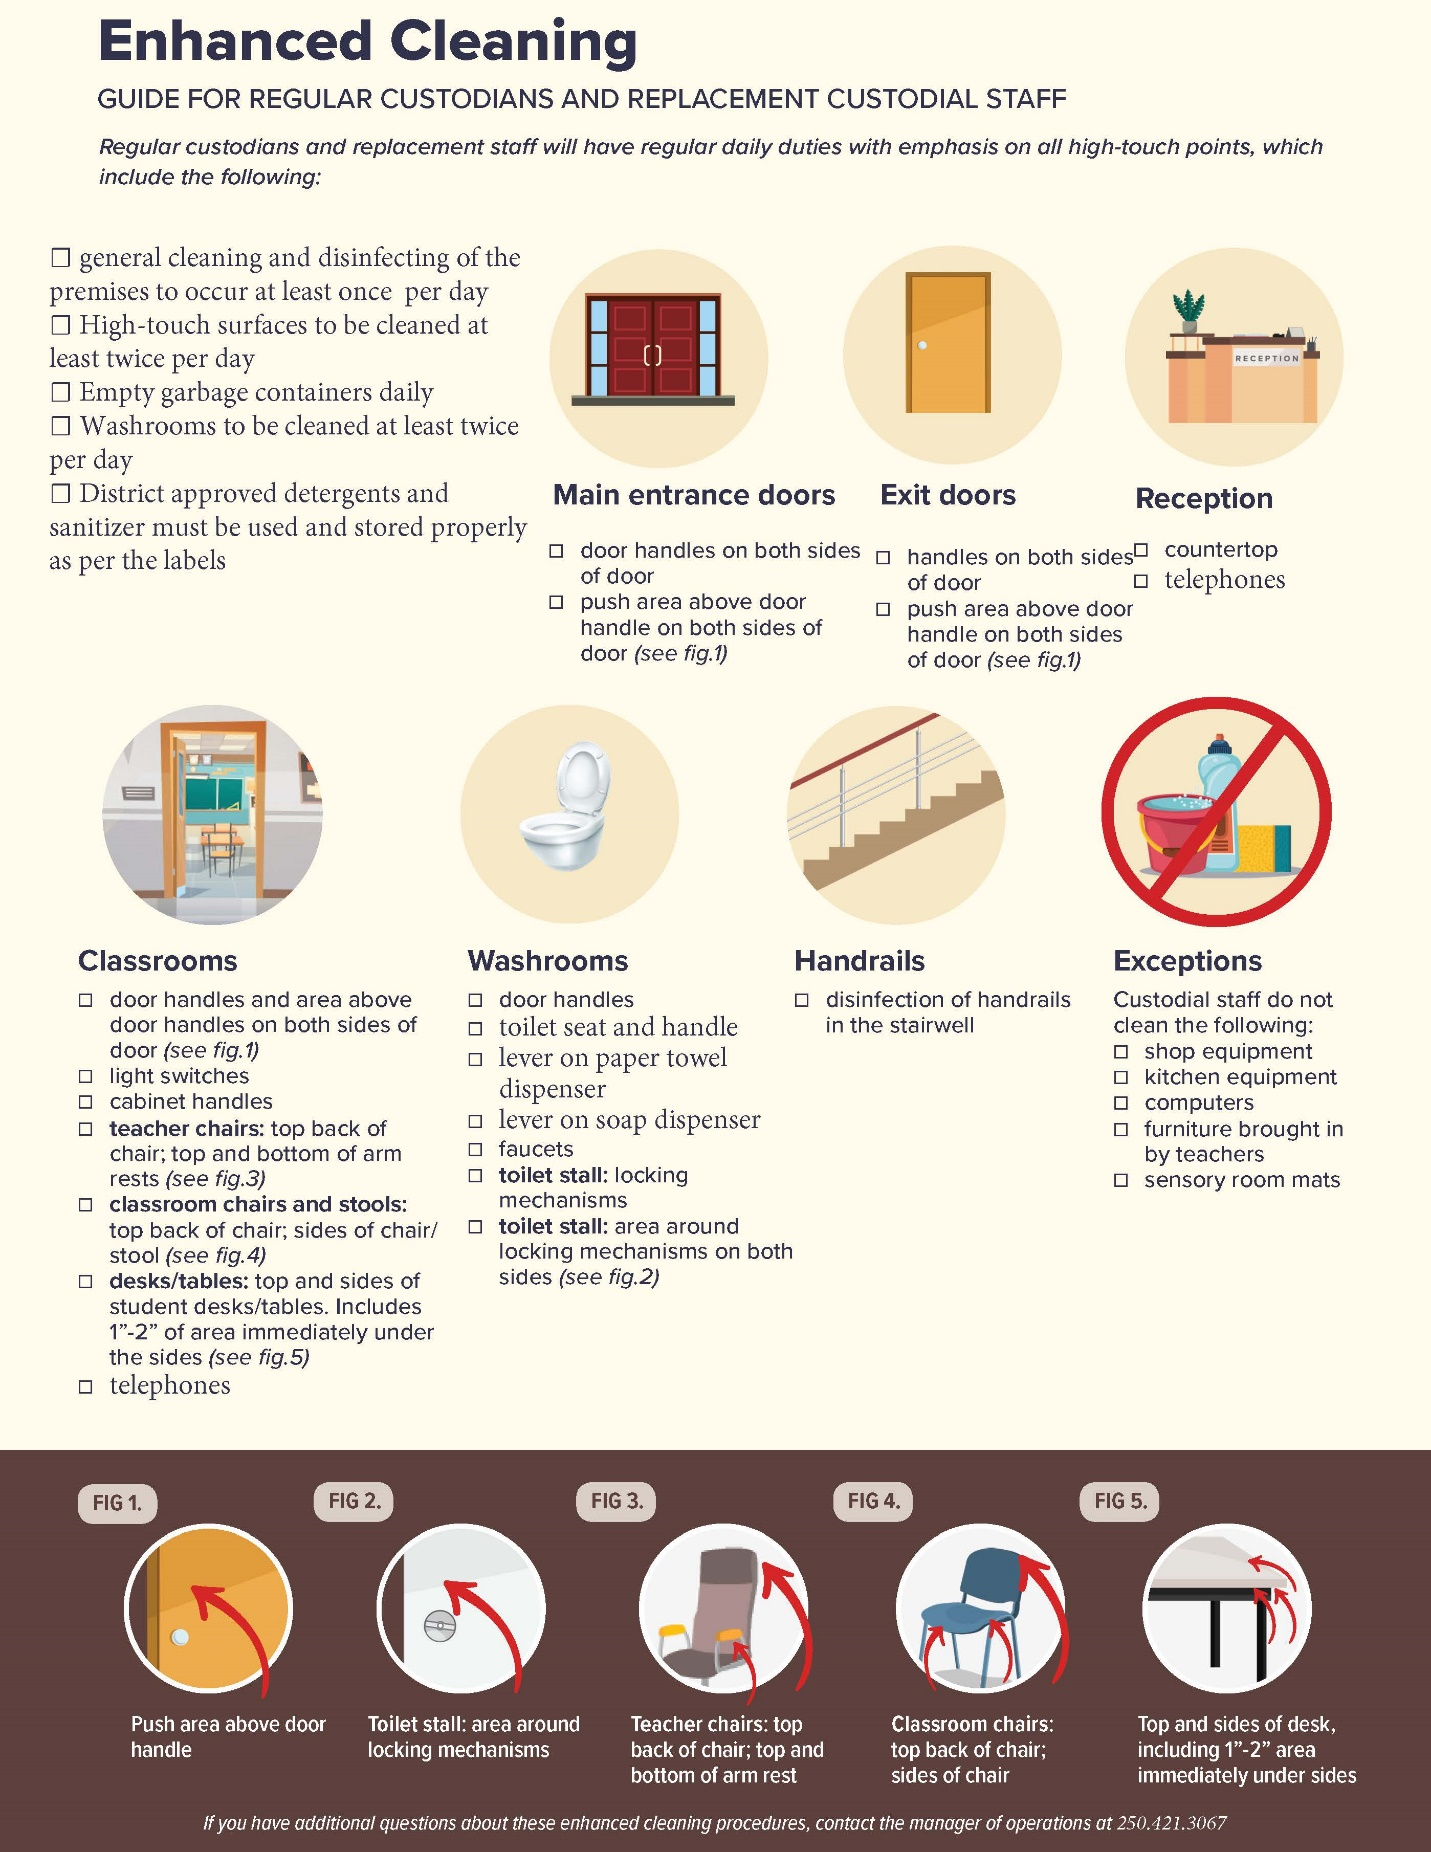 Enhanced Cleaning
GUIDE FOR REGULAR CUSTODIANS AND REPLACEMENT CUSTODIAL STAFF
Regular custodians and replacement staff will have regular daily duties with emphasis on all high-touch points, which
include the following:
☐ general cleaning and disinfecting of the
premises to occur at least once per day
☐ High-touch surfaces to be cleaned at
least twice per day
☐ Empty garbage containers daily
☐ Washrooms to be cleaned at least twice
per day
☐ District approved detergents and
sanitizer must be used and stored properly
as per the labels
Main entrance doors
☐ door handles on both sides
of door
☐ push area above door
handle on both sides of
door (see fig.1)
Exit doors
☐ handles on both sides
of door
☐ push area above door
handle on both sides
of door (see fig.1)
RECEPTION
Reception
☐ countertop
☐ telephones
Classrooms
☐ door handles and area above
door handles on both sides of
door (see fig.1)
☐ light switches
☐ cabinet handles
☐ teacher chairs: top back of
chair; top and bottom of arm
rests (see fig.3)
☐ classroom chairs and stools:
top back of chair; sides of chair/
stool (see fig.4)
☐ desks/tables: top and sides of
student desks/tables. Includes
1”-2” of area immediately under
the sides (see fig.5)
☐ telephones
Washrooms
☐ door handles
☐ toilet seat and handle
☐ lever on paper towel
dispenser
☐ lever on soap dispenser
☐ faucets
☐ toilet stall: locking
mechanisms
☐ toilet stall: area around
locking mechanisms on both
sides (see fig.2)
Handrails
☐ disinfection of handrails
in the stairwell
Exceptions
Custodial staff do not
clean the following:
☐ shop equipment
☐ kitchen equipment
☐ computers
☐ furniture brought in
by teachers
☐ sensory room mats
FIG 1.
Push area above door
handle
FIG 2.
Toilet stall: area around
locking mechanisms
FIG 3.
Teacher chairs: top
back of chair; top and
bottom of arm rest
FIG 4.
Classroom chairs:
top back of chair;
sides of chair
FIG 5.
Top and sides of desk,
including 1”-2” area
immediately under sides
If you have additional questions about these enhanced cleaning procedures, contact the manager of operations at 250.421.3067